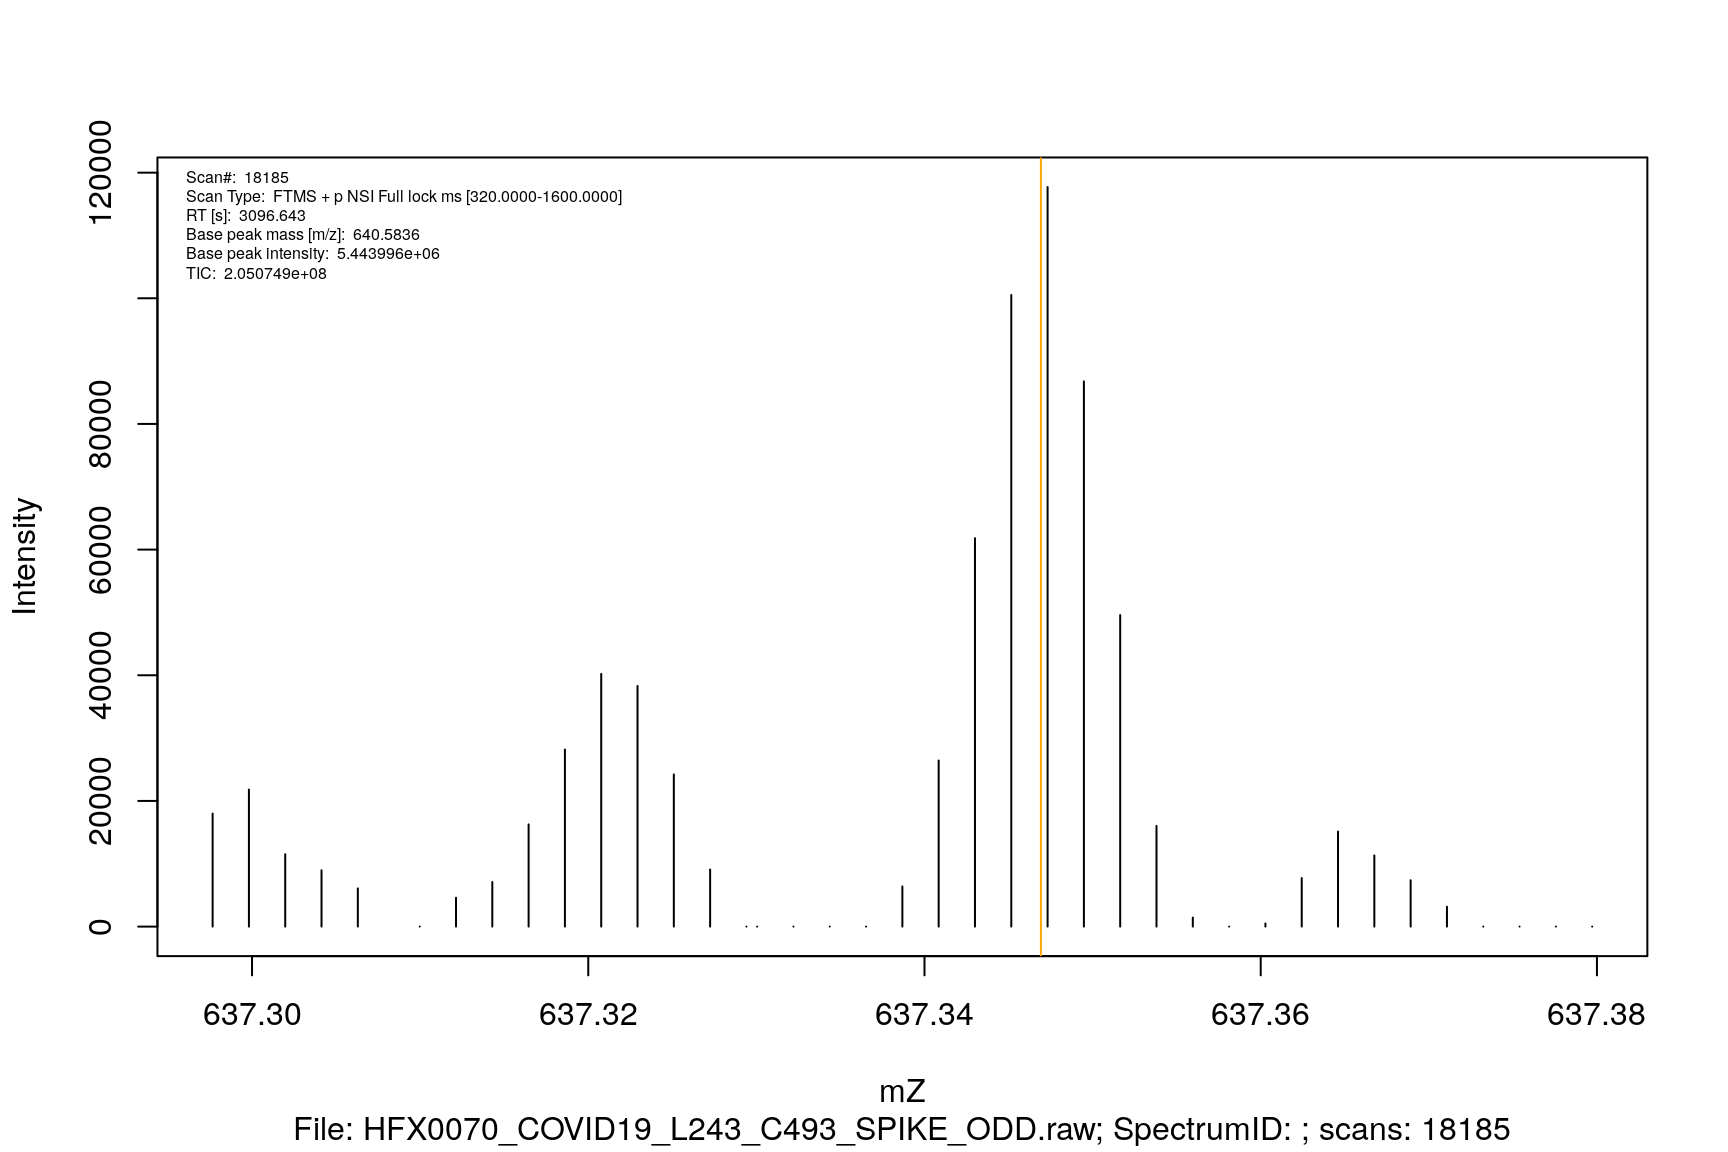 Scan#: 18185
Scan Type: FTMS + p NSI Full lock ms [320.0000-1600.0000]
RT [s]: 3096.643
Base peak mass [m/z]: 640.5836
Base peak intensity: 5.443996e+06
TIC: 2.050749e+08
120000
80000
60000
40000
20000
0
Intensity
637.30 637.32 637.34 637.36 637.38
mZ
File: HFX0070_COVID19_L243_C493_SPIKE_ODD.raw; SpectrumID: ; scans: 18185